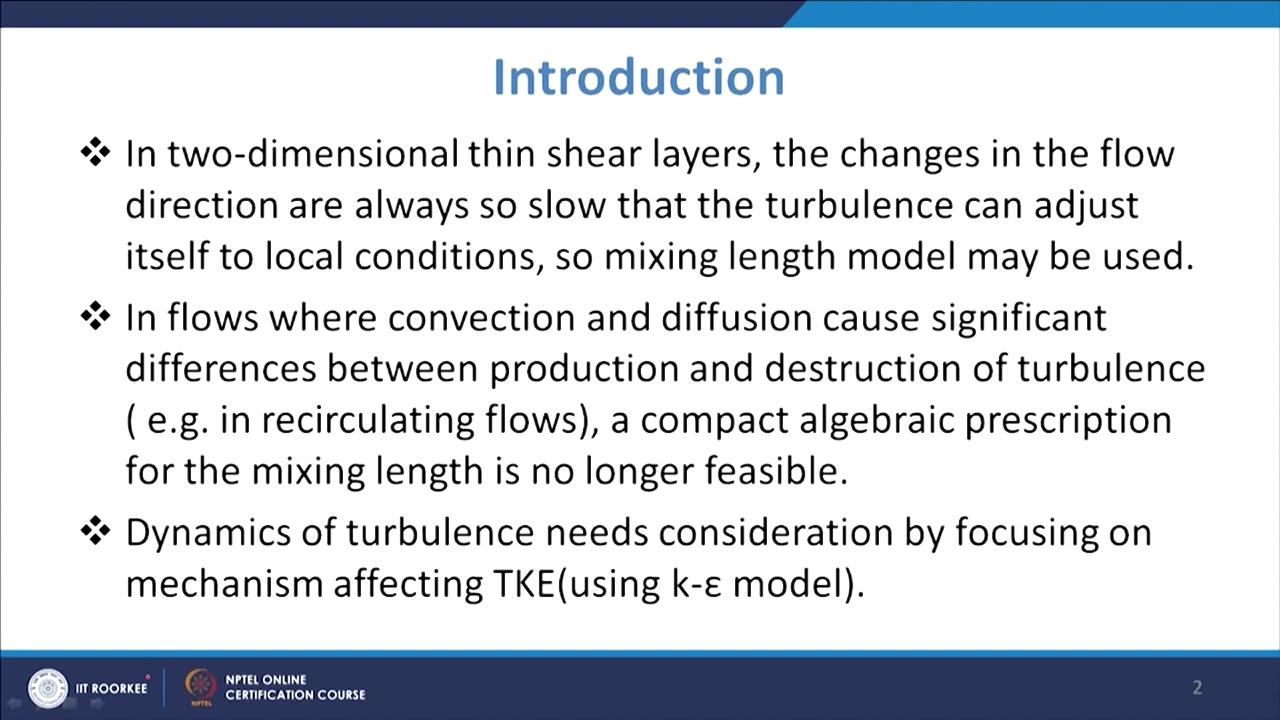 Introduction
❖ In two-dimensional thin shear layers, the changes in the flow
direction are always so slow that the turbulence can adjust
itself to local conditions, so mixing length model may be used.
❖ In flows where convection and diffusion cause significant
differences between production and destruction of turbulence
( e.g. in recirculating flows), a compact algebraic prescription
for the mixing length is no longer feasible.
❖ Dynamics of turbulence needs consideration by focusing on
mechanism affecting TKE(using k-ε model).
IIT ROORKEE
NPTEL
NPTEL ONLINE
CERTIFICATION COURSE
2